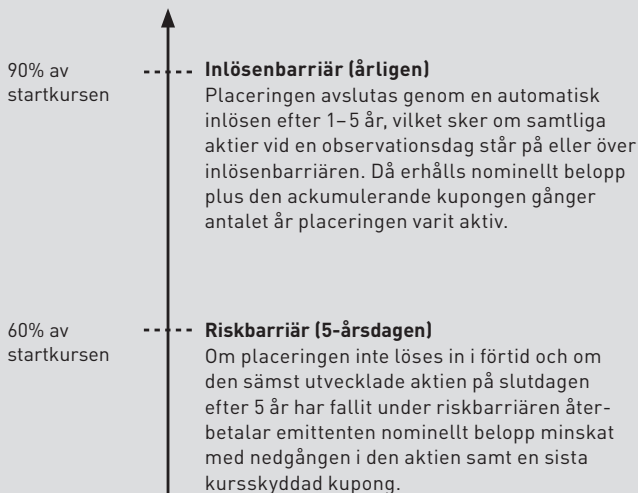 90% av
startkursen
Inlösenbarriär (årligen)
Placeringen avslutas genom en automatisk
inlösen efter 1–5 år, vilket sker om samtliga
aktier vid en observationsdag står på eller över
inlösenbarriären. Då erhålls nominellt belopp
plus den ackumulerande kupongen gånger
antalet år placeringen varit aktiv.
60% av
startkursen
Riskbarriär (5-årsdagen)
Om placeringen inte löses in i förtid och om
den sämst utvecklade aktien på slutdagen
efter 5 år har fallit under riskbarriären åter-
betalar emittenten nominellt belopp minskat
med nedgången i den aktien samt en sista
kursskyddad kupong.